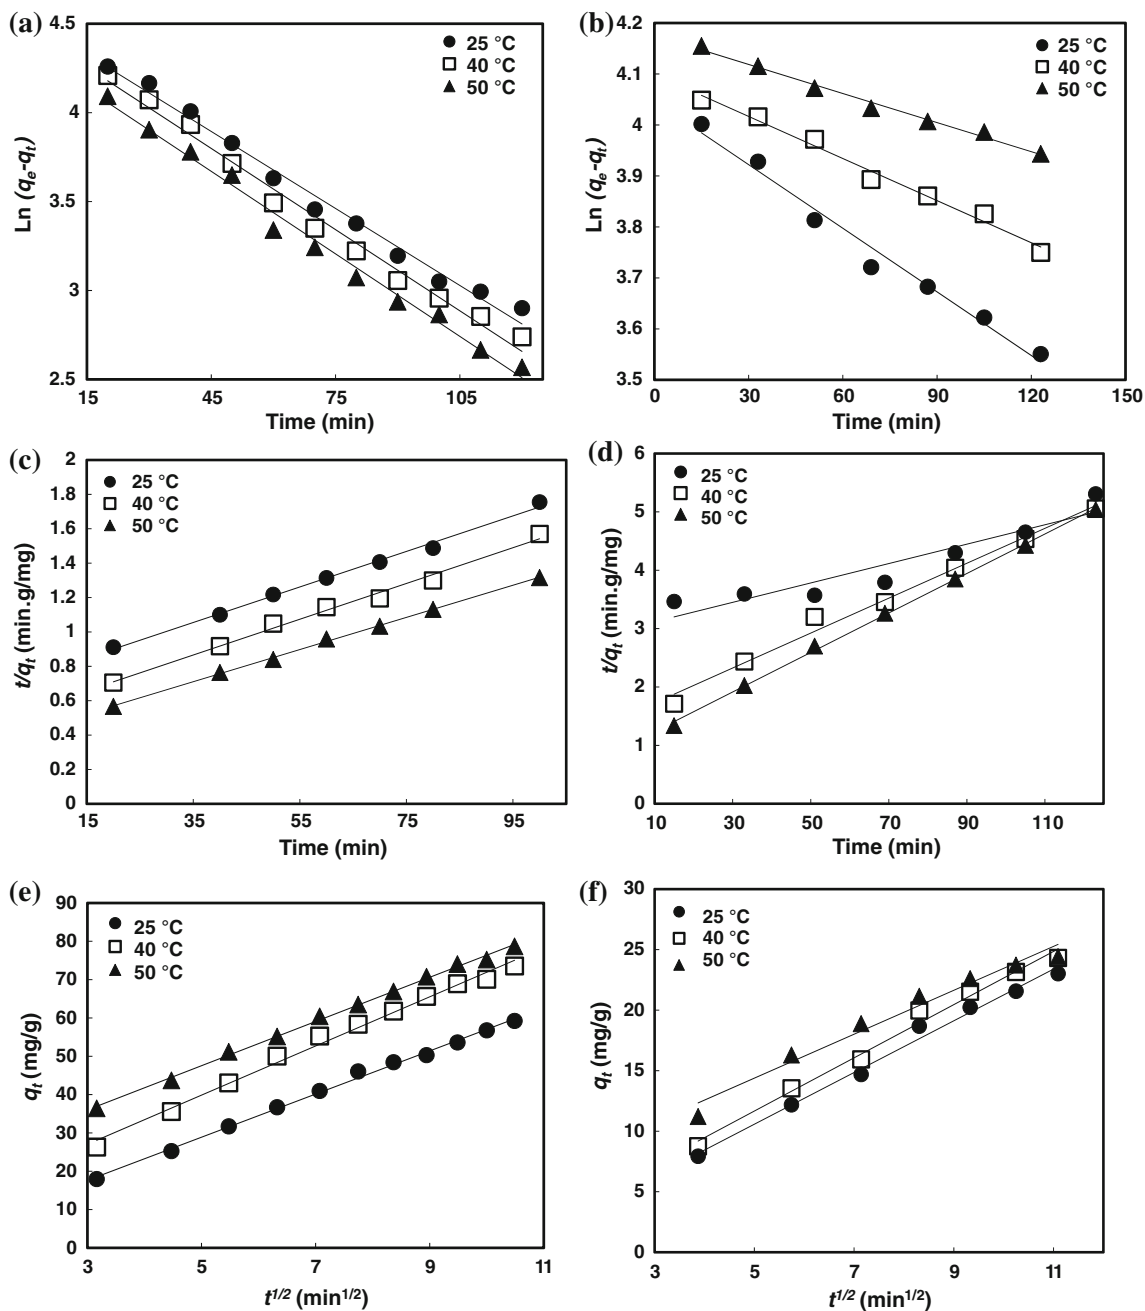 (a)
4.5
4
3.5
3
2.5
Ln (qe-qt)
25 °C
40 °C
50 °C
15 45 75 105
Time (min)
(b)
4.2
4.1
4
3.9
3.8
3.7
3.6
3.5
Ln (qe-qt)
25 °C
40 °C
50 °C
0 30 60 90 120 150
Time (min)
(c)
2
1.8
1.6
1.4
1.2
1
0.8
0.6
0.4
0.2
0
t/qt (min.g/mg)
25 °C
40 °C
50 °C
15 35 55 75 95
Time (min)
(d)
6
5
4
3
2
1
0
t/qt (min.g/mg)
25 °C
40 °C
50 °C
10 30 50 70 90 110
Time (min)
(e)
90
80
70
60
50
40
30
20
10
0
qt (mg/g)
25 °C
40 °C
50 °C
3 5 7 9 11
t1/2 (min1/2)
(f)
30
25
20
15
10
5
0
qt (mg/g)
25 °C
40 °C
50 °C
3 5 7 9 11
t1/2 (min1/2)